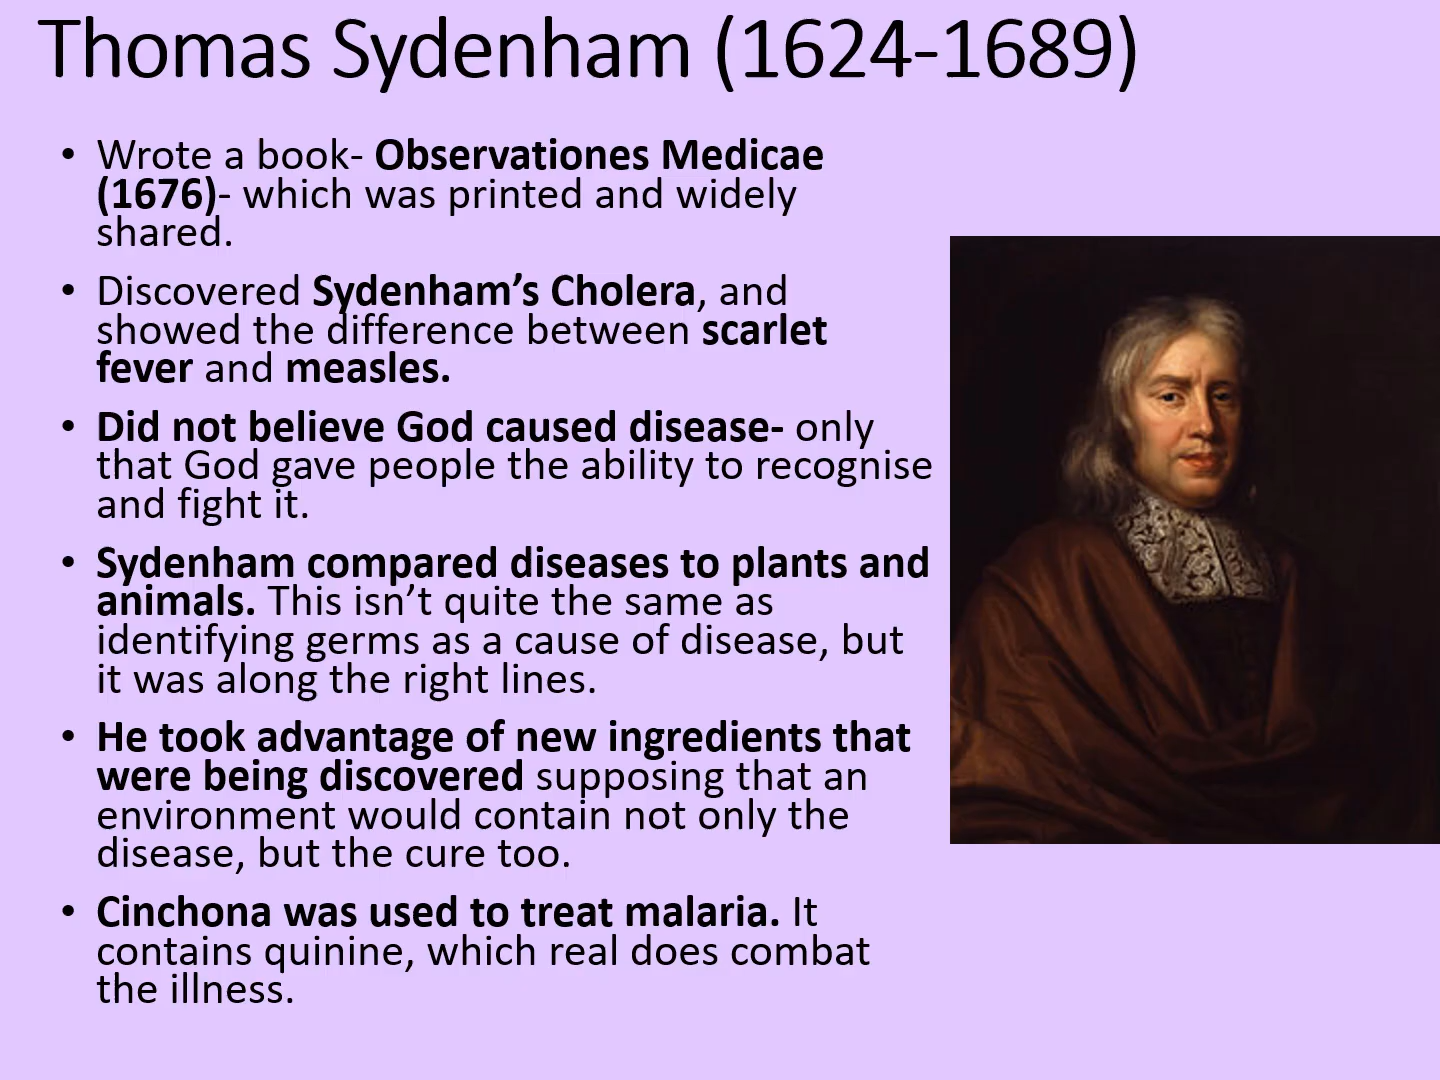 Thomas Sydenham (1624-1689)
• Wrote a book- Observationes Medicae
(1676)- which was printed and widely
shared.
• Discovered Sydenham’s Cholera, and
showed the difference between scarlet
fever and measles.
• Did not believe God caused disease- only
that God gave people the ability to recognise
and fight it.
• Sydenham compared diseases to plants and
animals. This isn’t quite the same as
identifying germs as a cause of disease, but
it was along the right lines.
• He took advantage of new ingredients that
were being discovered supposing that an
environment would contain not only the
disease, but the cure too.
• Cinchona was used to treat malaria. It
contains quinine, which real does combat
the illness.